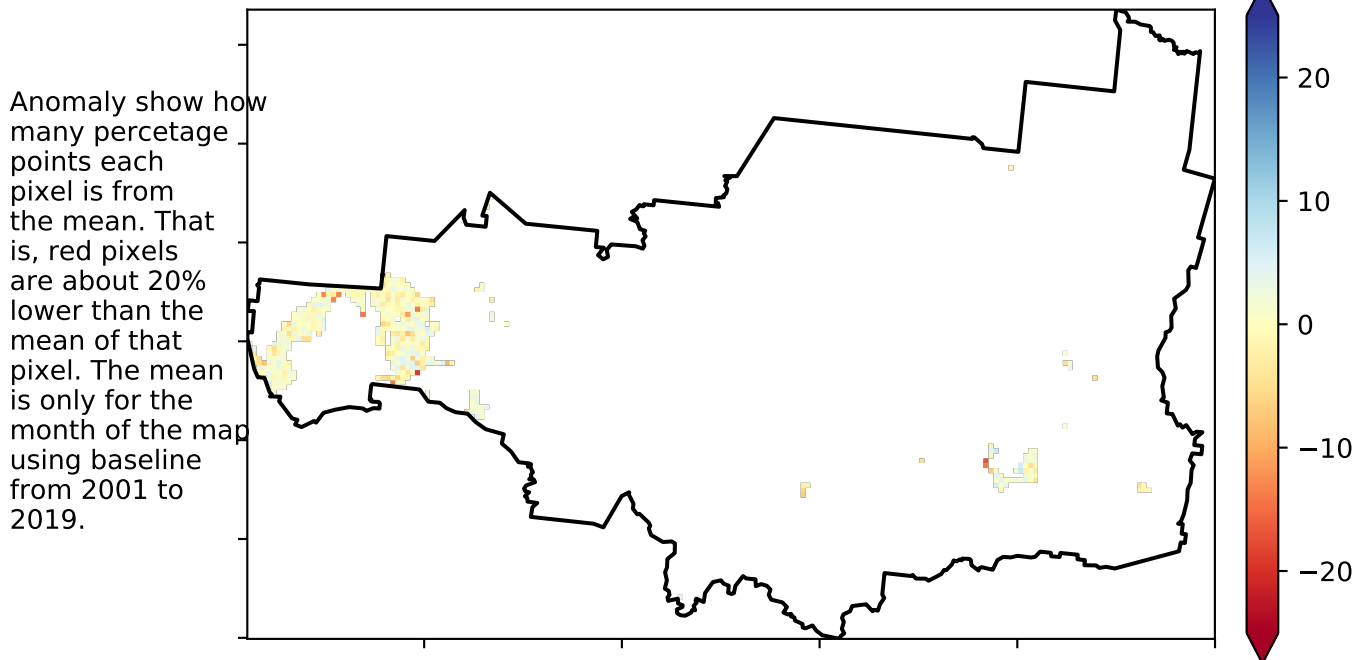 Anomaly show how
many percetage
points each
pixel is from
the mean. That
is, red pixels
are about 20%
lower than the
mean of that
pixel. The mean
is only for the
month of the map
using baseline
from 2001 to
2019.
20
10
0
−10
−20